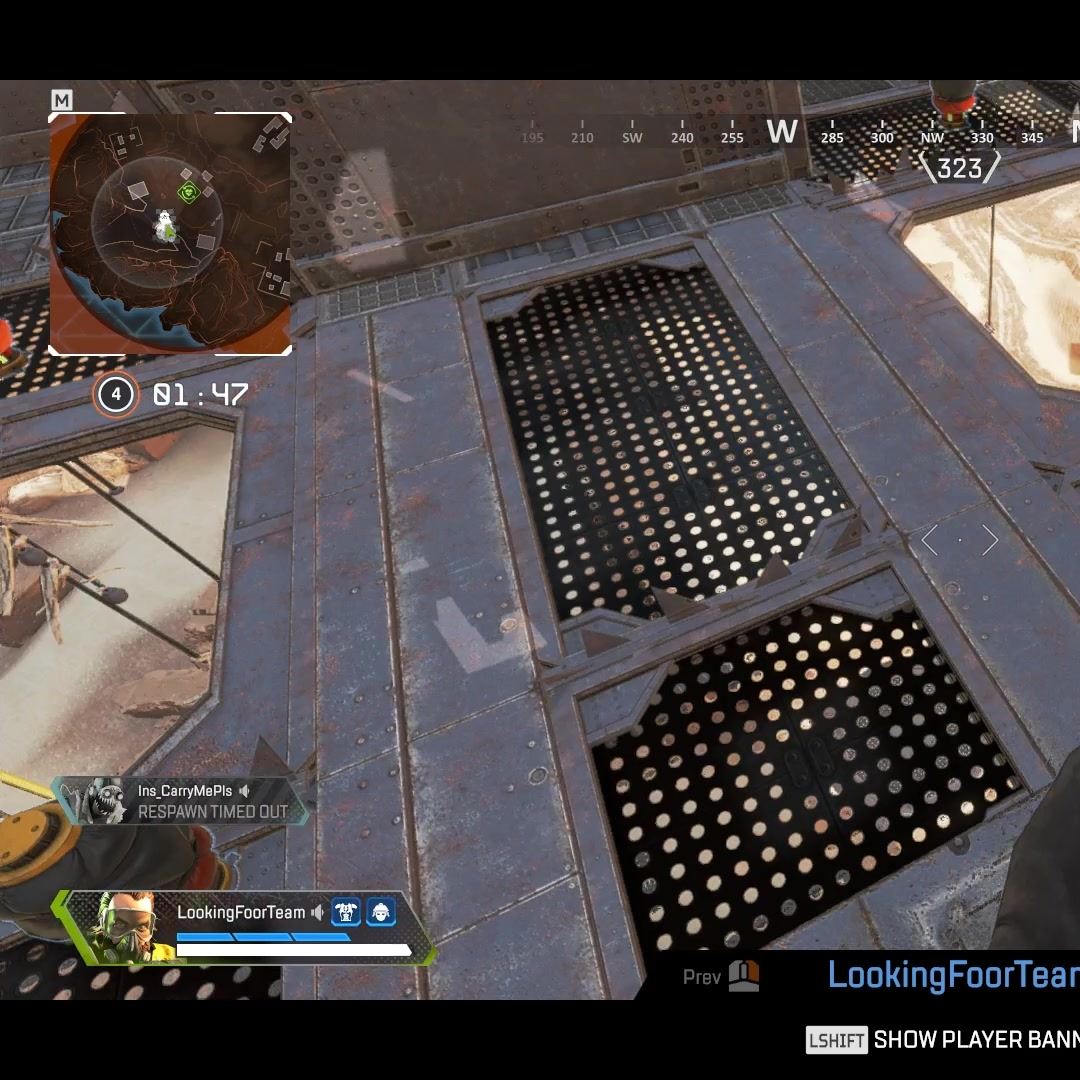 M
195 210 SW 240 255 W 285 300 NW 330 345 N
323
4 01:47
Ins_CarryMePls
RESPAWN TIMED OUT
LookingFoorTeam
Prev LookingFoorTeam
LSHIFT SHOW PLAYER BANN